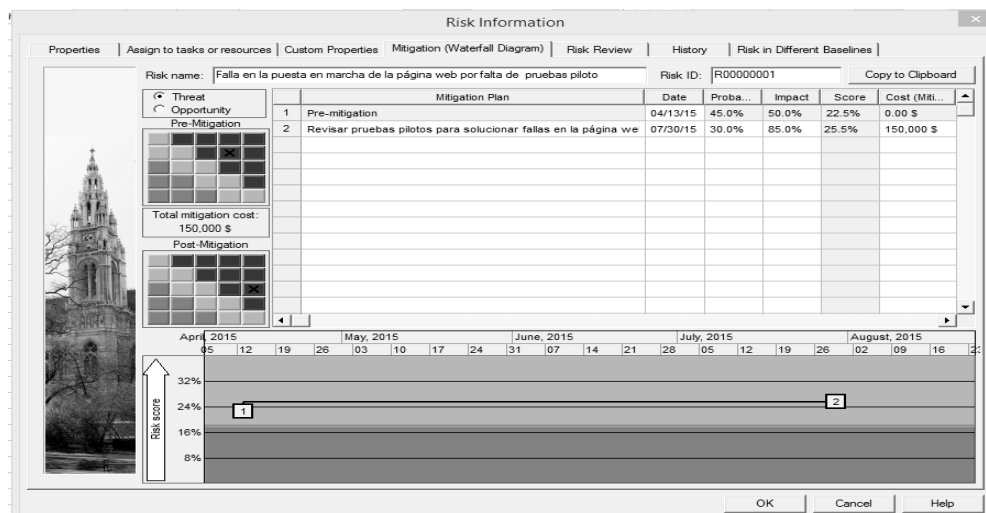 Risk Information
Properties Assign to tasks or resources Custom Properties Mitigation (Waterfall Diagram) Risk Review History Risk in Different Baselines
Risk name: Falla en la puesta en marcha de la página web por falta de pruebas piloto Risk ID: R00000001 Copy to Clipboard
Threat
Opportunity
Pre-Mitigation
Mitigation Plan Date Proba... Impact Score Cost (Miti...
1 Pre-mitigation 04/13/15 45.0% 50.0% 22.5% 0.00 $
2 Revisar pruebas pilotos para solucionar fallas en la página we 07/30/15 30.0% 85.0% 25.5% 150,000 $
Total mitigation cost:
150,000 $
Post-Mitigation
April, 2015 May, 2015 June, 2015 July, 2015 August, 2015
05 12 19 26 03 10 17 24 31 07 14 21 28 05 12 19 26 02 09 16
Risk score
32%
24%
16%
8%
1
2
OK Cancel Help